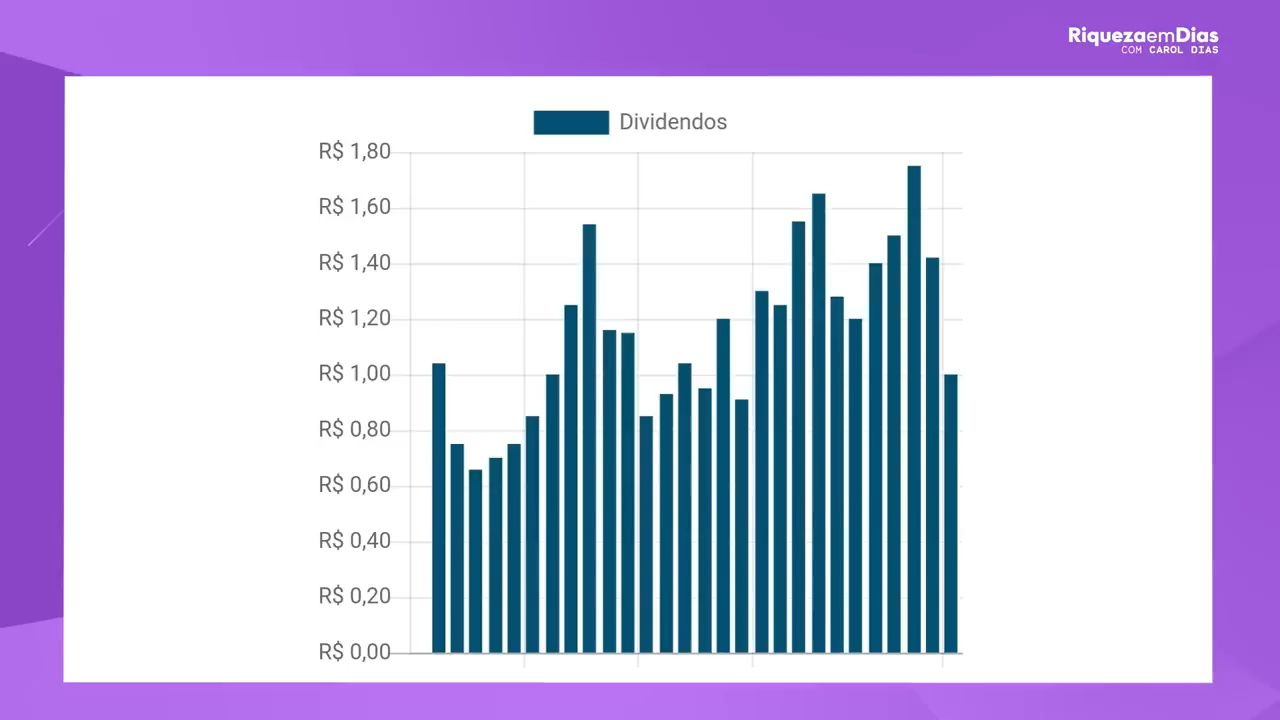 RiquezaemDias
COM CAROL DIAS
Dividendos
R$ 1,80
R$ 1,60
R$ 1,40
R$ 1,20
R$ 1,00
R$ 0,80
R$ 0,60
R$ 0,40
R$ 0,20
R$ 0,00